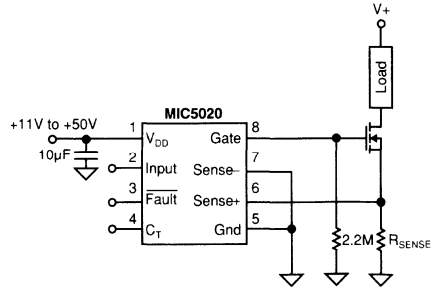 V+
Load
MIC5020
+11V to +50V
10µF
1 VDD
2 Input
3 Fault
4 CT
Gate 8
Sense− 7
Sense+ 6
Gnd 5
2.2M
RSENSE